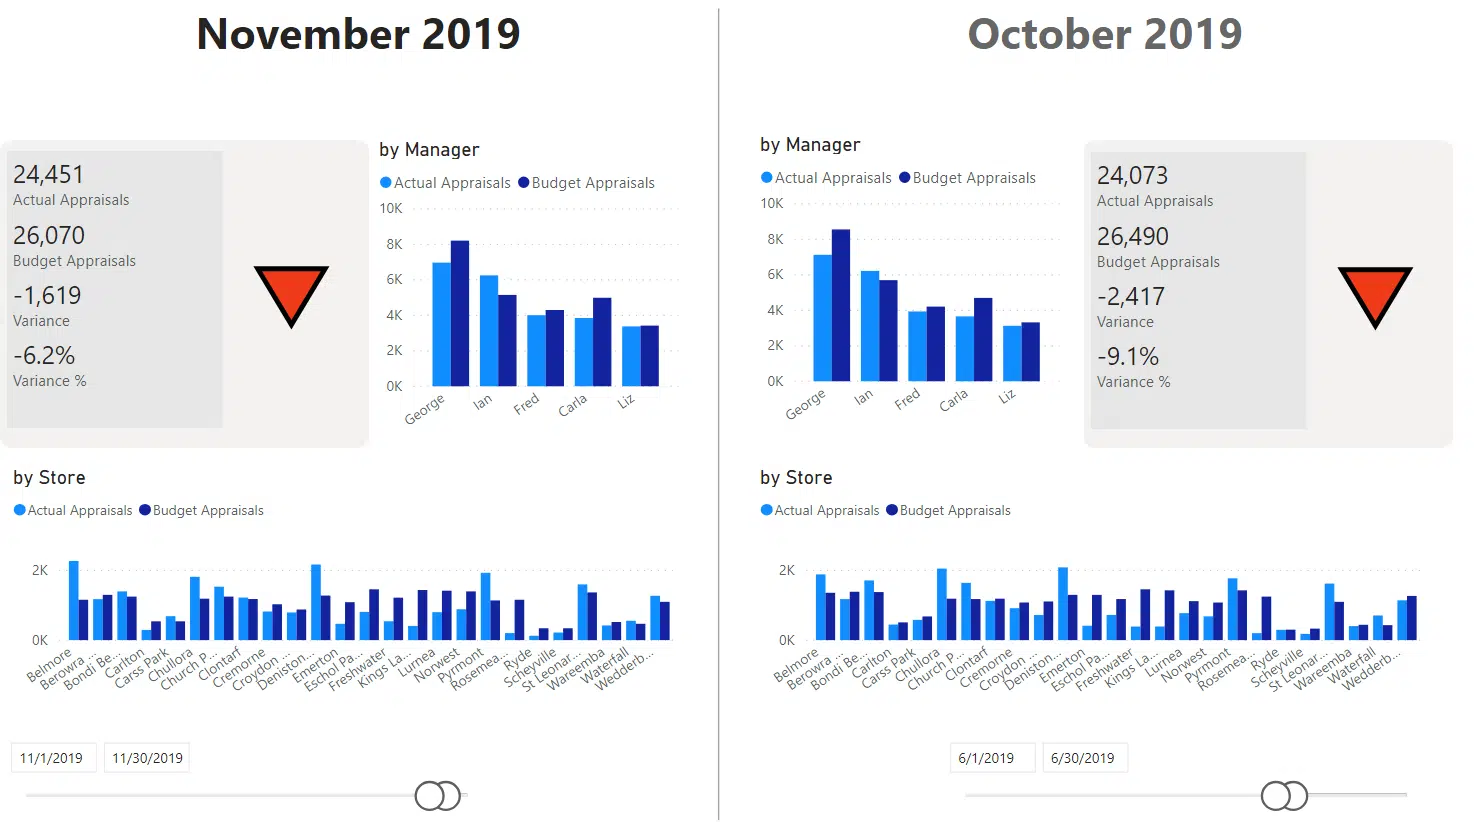 November 2019
24,451
Actual Appraisals
26,070
Budget Appraisals
-1,619
Variance
-6.2%
Variance %
by Manager
Actual Appraisals Budget Appraisals
10K
8K
6K
4K
2K
0K
George Ian Fred Carla Liz
by Store
Actual Appraisals Budget Appraisals
2K
0K
Belmore Berowra ... Bondi Be... Carlton Carss Park Chullora Church P... Clontarf Cremorne Croydon ... Deniston... Emerton Eschol Pa... Freshwater Kings La... Lurnea Norwest Pyrmont Rosemea... Ryde Scheyville St Leonar... Wareemba Waterfall Wedderb...
11/1/2019 11/30/2019
October 2019
by Manager
Actual Appraisals Budget Appraisals
10K
8K
6K
4K
2K
0K
George Ian Fred Carla Liz
24,073
Actual Appraisals
26,490
Budget Appraisals
-2,417
Variance
-9.1%
Variance %
by Store
Actual Appraisals Budget Appraisals
2K
0K
Belmore Berowra ... Bondi Be... Carlton Carss Park Chullora Church P... Clontarf Cremorne Croydon ... Deniston... Emerton Eschol Pa... Freshwater Kings La... Lurnea Norwest Pyrmont Rosemea... Ryde Scheyville St Leonar... Wareemba Waterfall Wedderb...
6/1/2019 6/30/2019